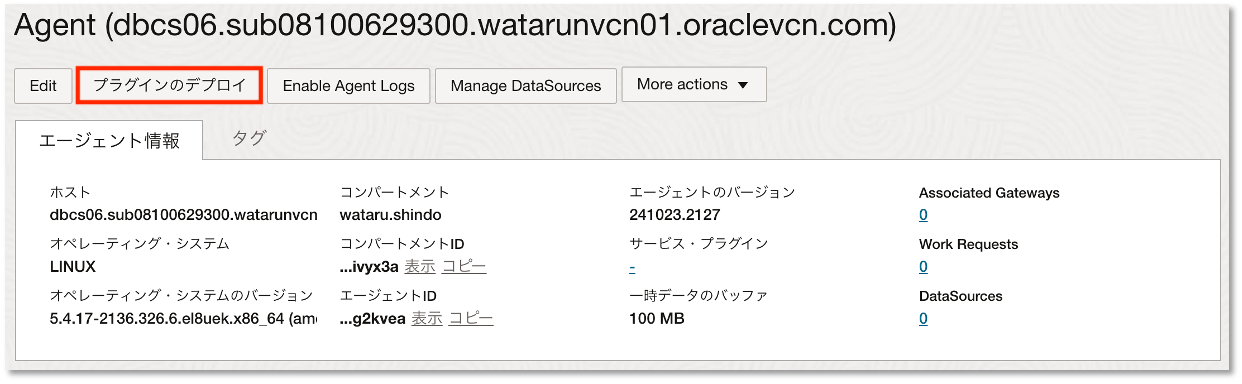 Agent (dbcs06.sub08100629300.watarunvcn01.oraclevcn.com)
Edit プラグインのデプロイ Enable Agent Logs Manage DataSources More actions
エージェント情報 タグ
ホスト コンパートメント エージェントのバージョン Associated Gateways
dbcs06.sub08100629300.watarunvcn wataru.shindo 241023.2127 0
オペレーティング・システム コンパートメントID サービス・プラグイン Work Requests
LINUX ...ivyx3a 表示 コピー - 0
オペレーティング・システムのバージョン エージェントID 一時データのバッファ DataSources
5.4.17-2136.326.6.el8uek.x86_64 (am ...g2kvea 表示 コピー 100 MB 0